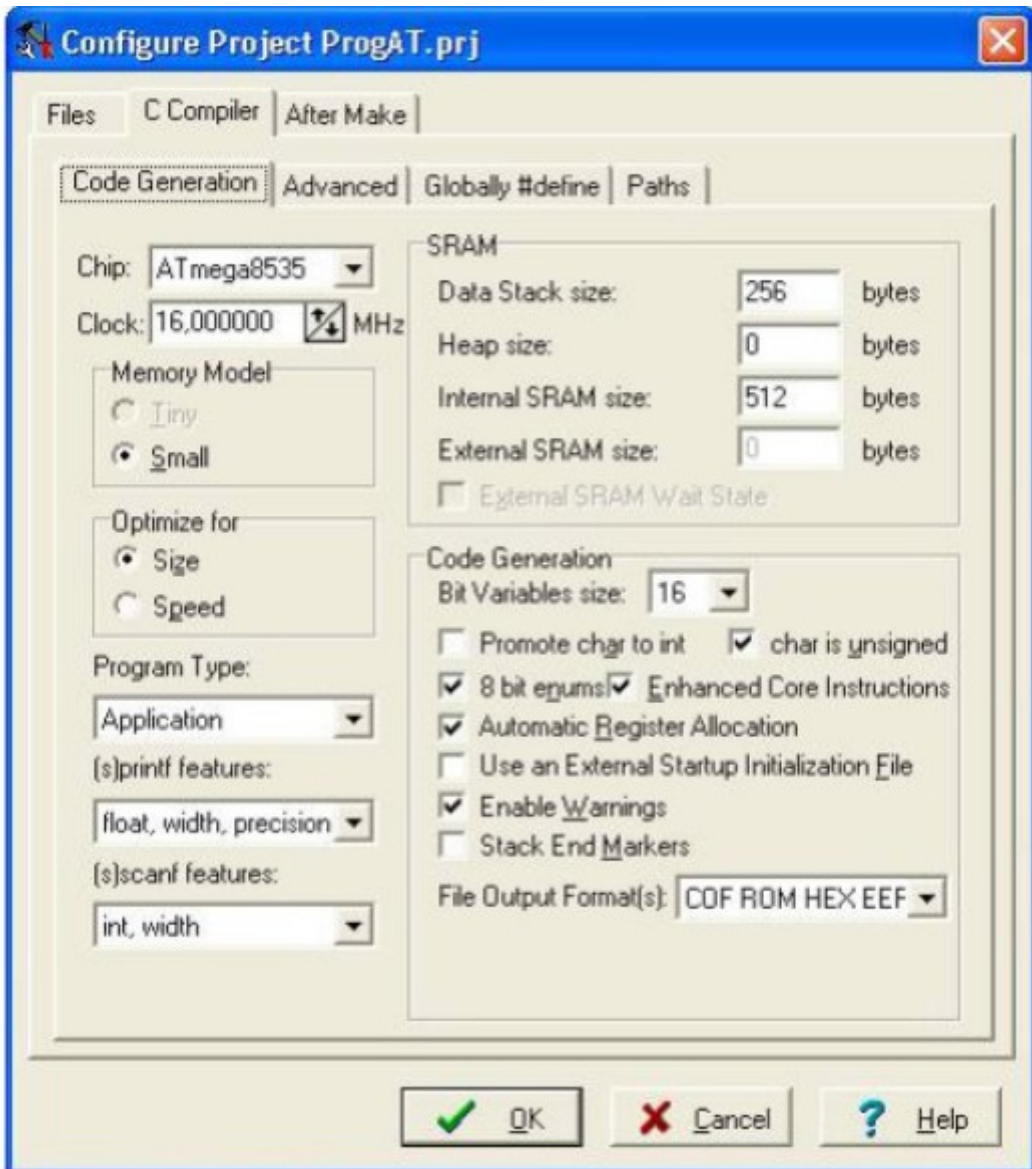 Configure Project ProgAT.prj
Files C Compiler After Make
Code Generation Advanced Globally #define Paths
Chip: ATmega8535
Clock: 16,000000 MHz
Memory Model
Tiny
Small
Optimize for
Size
Speed
Program Type:
Application
(s)printf features:
float, width, precision
(s)scanf features:
int, width
SRAM
Data Stack size: 256 bytes
Heap size: 0 bytes
Internal SRAM size: 512 bytes
External SRAM size: 0 bytes
External SRAM Wait State
Code Generation
Bit Variables size: 16
Promote char to int char is unsigned
8 bit enums Enhanced Core Instructions
Automatic Register Allocation
Use an External Startup Initialization File
Enable Warnings
Stack End Markers
File Output Format(s): COF ROM HEX EEP
OK Cancel Help